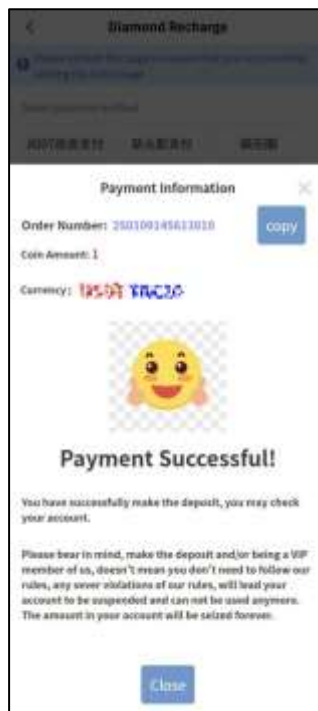 Diamond Recharge
Payment Information
Order Number: 250109145613010
copy
Coin Amount: 1
Currency: USDT TRC20
Payment Successful!
You have successfully make the deposit, you may check
your account.
Please bear in mind, make the deposit and/or being a VIP
member of us, doesn't mean you don't need to follow our
rules, any sever violations of our rules, will lead your
account to be suspended and can not be used anymore.
The amount in your account will be seized forever.
Close